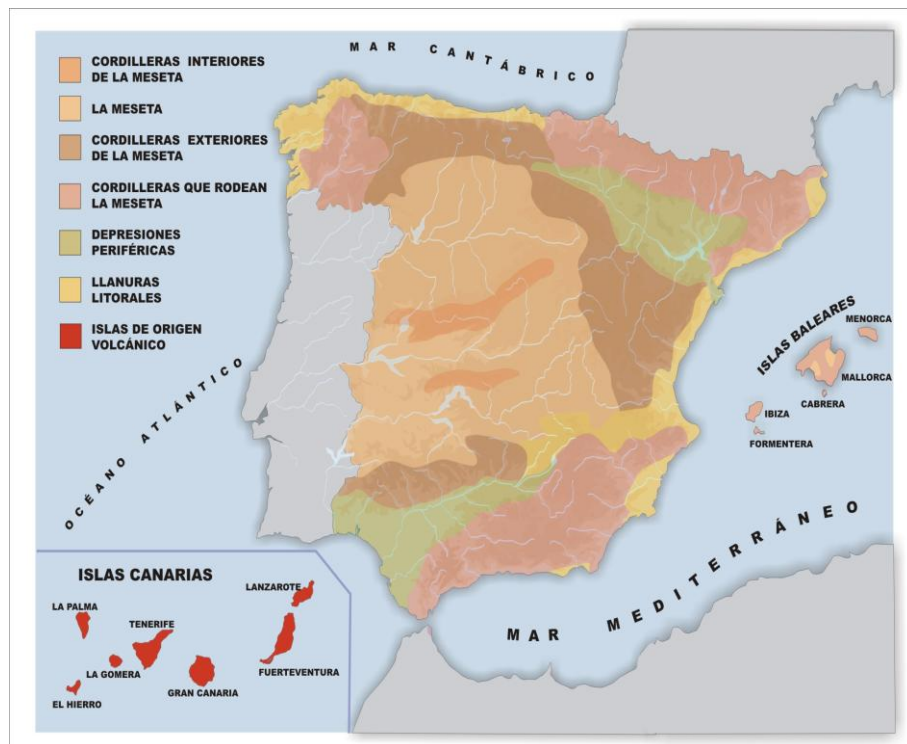 MAR CANTÁBRICO
CORDILLERAS INTERIORES
DE LA MESETA
LA MESETA
CORDILLERAS EXTERIORES
DE LA MESETA
CORDILLERAS QUE RODEAN
LA MESETA
DEPRESIONES
PERIFÉRICAS
LLANURAS
LITORALES
ISLAS DE ORIGEN
VOLCÁNICO
OCÉANO ATLÁNTICO
ISLAS BALEARES
MENORCA
MALLORCA
CABRERA
IBIZA
FORMENTERA
MAR MEDITERRÁNEO
ISLAS CANARIAS
LANZAROTE
LA PALMA
TENERIFE
LA GOMERA
FUERTEVENTURA
EL HIERRO
GRAN CANARIA